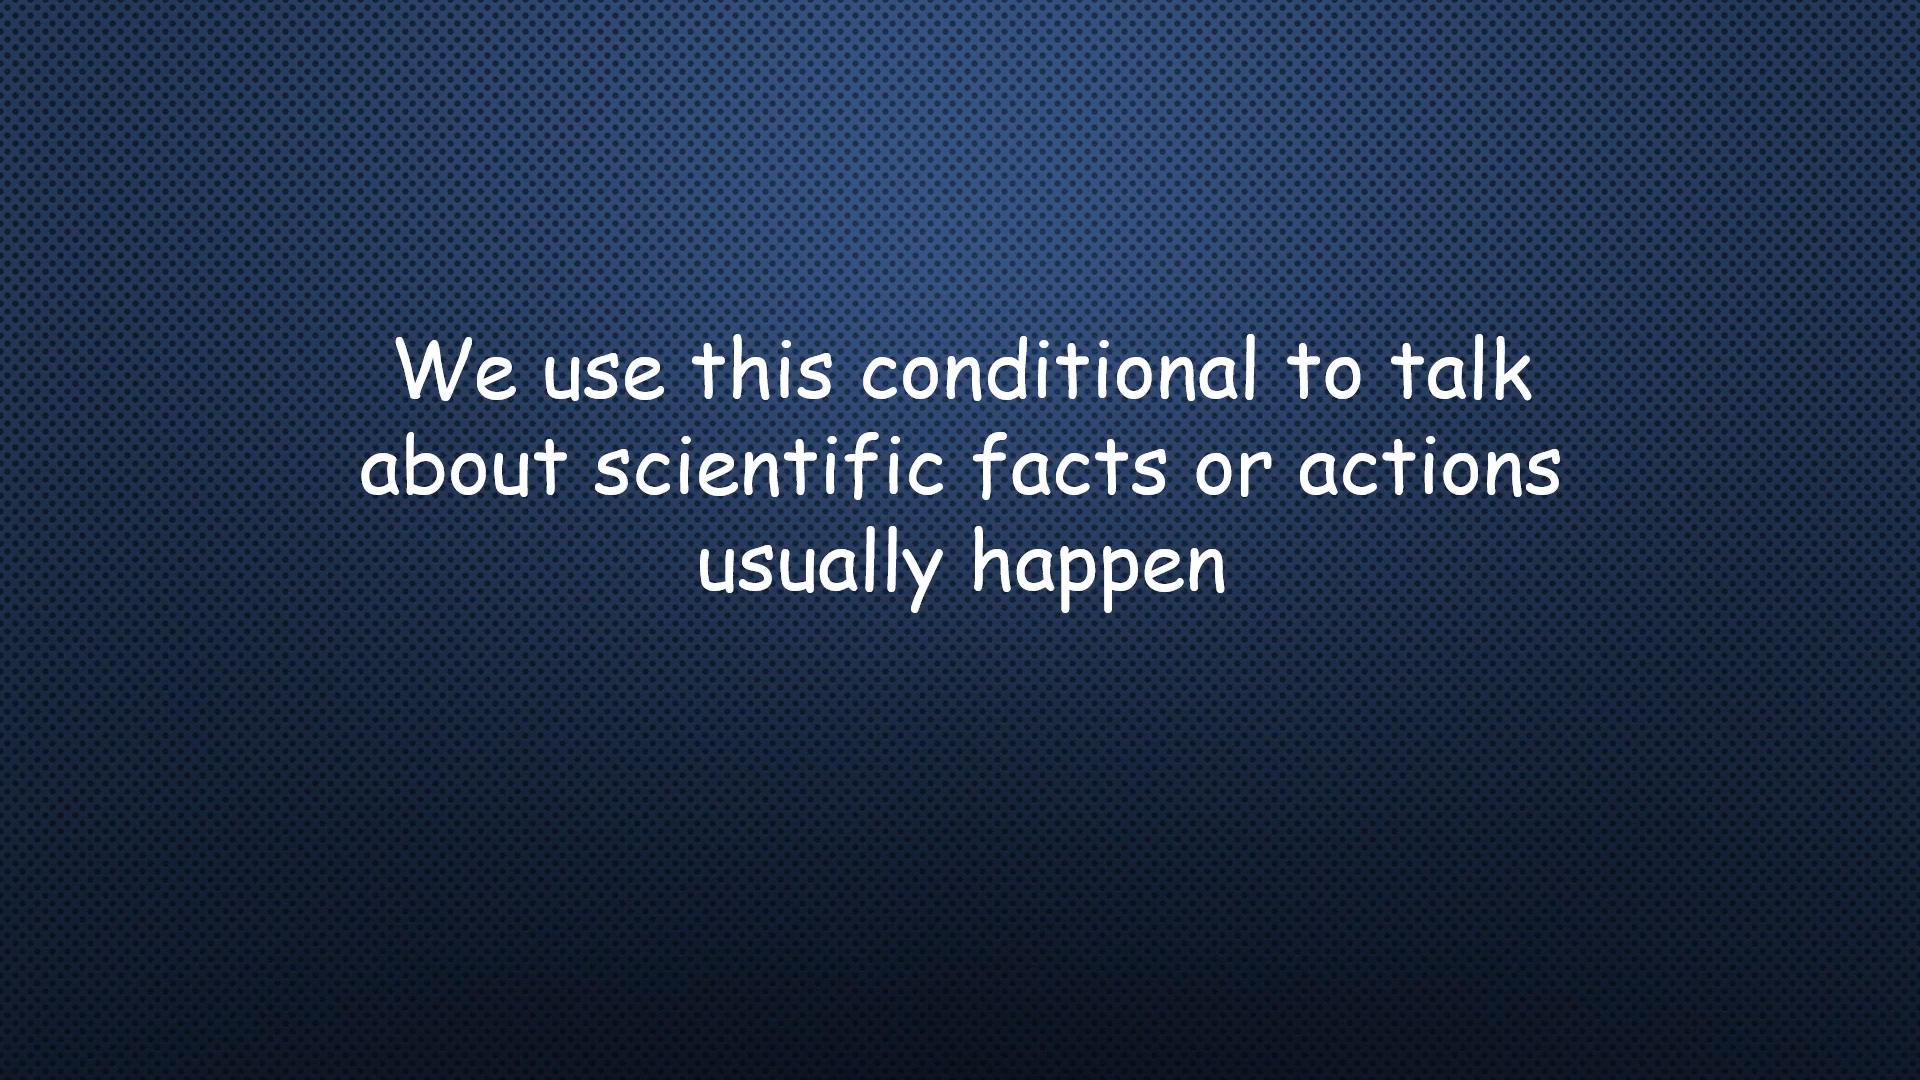 We use this conditional to talk
about scientific facts or actions
usually happen